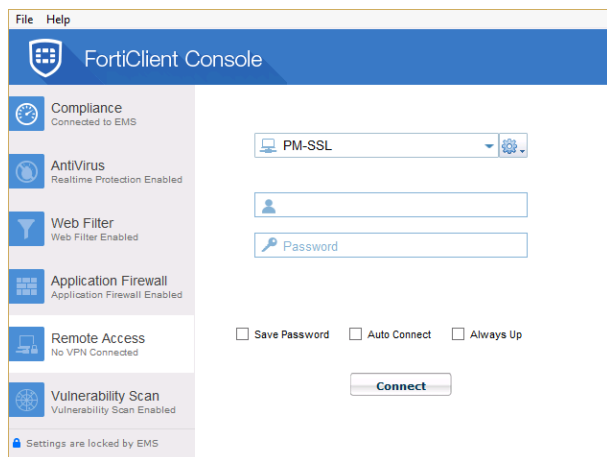 File Help
FortiClient Console
Compliance
Connected to EMS
AntiVirus
Realtime Protection Enabled
Web Filter
Web Filter Enabled
Application Firewall
Application Firewall Enabled
Remote Access
No VPN Connected
Vulnerability Scan
Vulnerability Scan Enabled
Settings are locked by EMS
PM-SSL
Password
Save Password Auto Connect Always Up
Connect